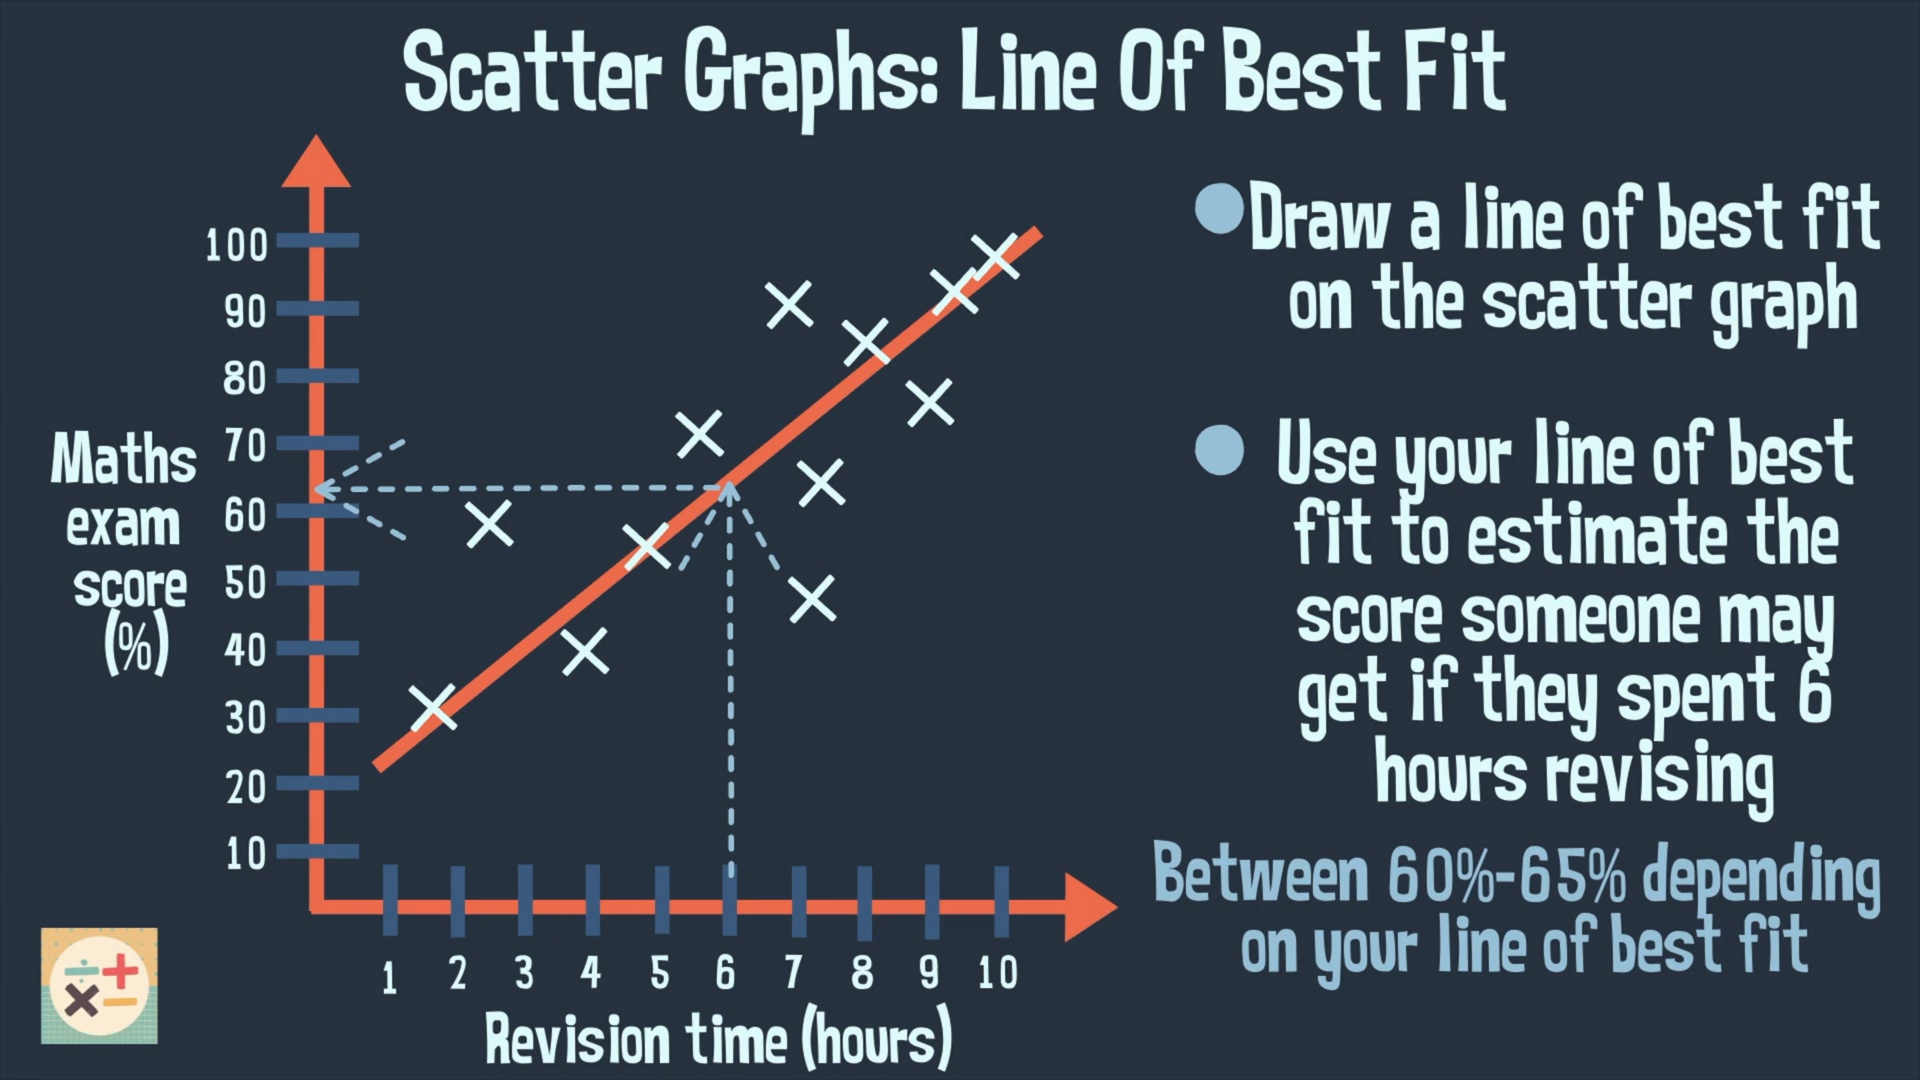 Scatter Graphs: Line Of Best Fit
100
90
80
70
60
50
40
30
20
10
Maths
exam
score
(%)
1 2 3 4 5 6 7 8 9 10
Revision time (hours)
Draw a line of best fit
on the scatter graph
Use your line of best
fit to estimate the
score someone may
get if they spent 6
hours revising
Between 60%-65% depending
on your line of best fit